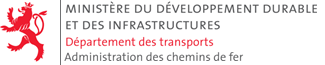 MINISTÈRE DU DÉVELOPPEMENT DURABLE
ET DES INFRASTRUCTURES
Département des transports
Administration des chemins de fer